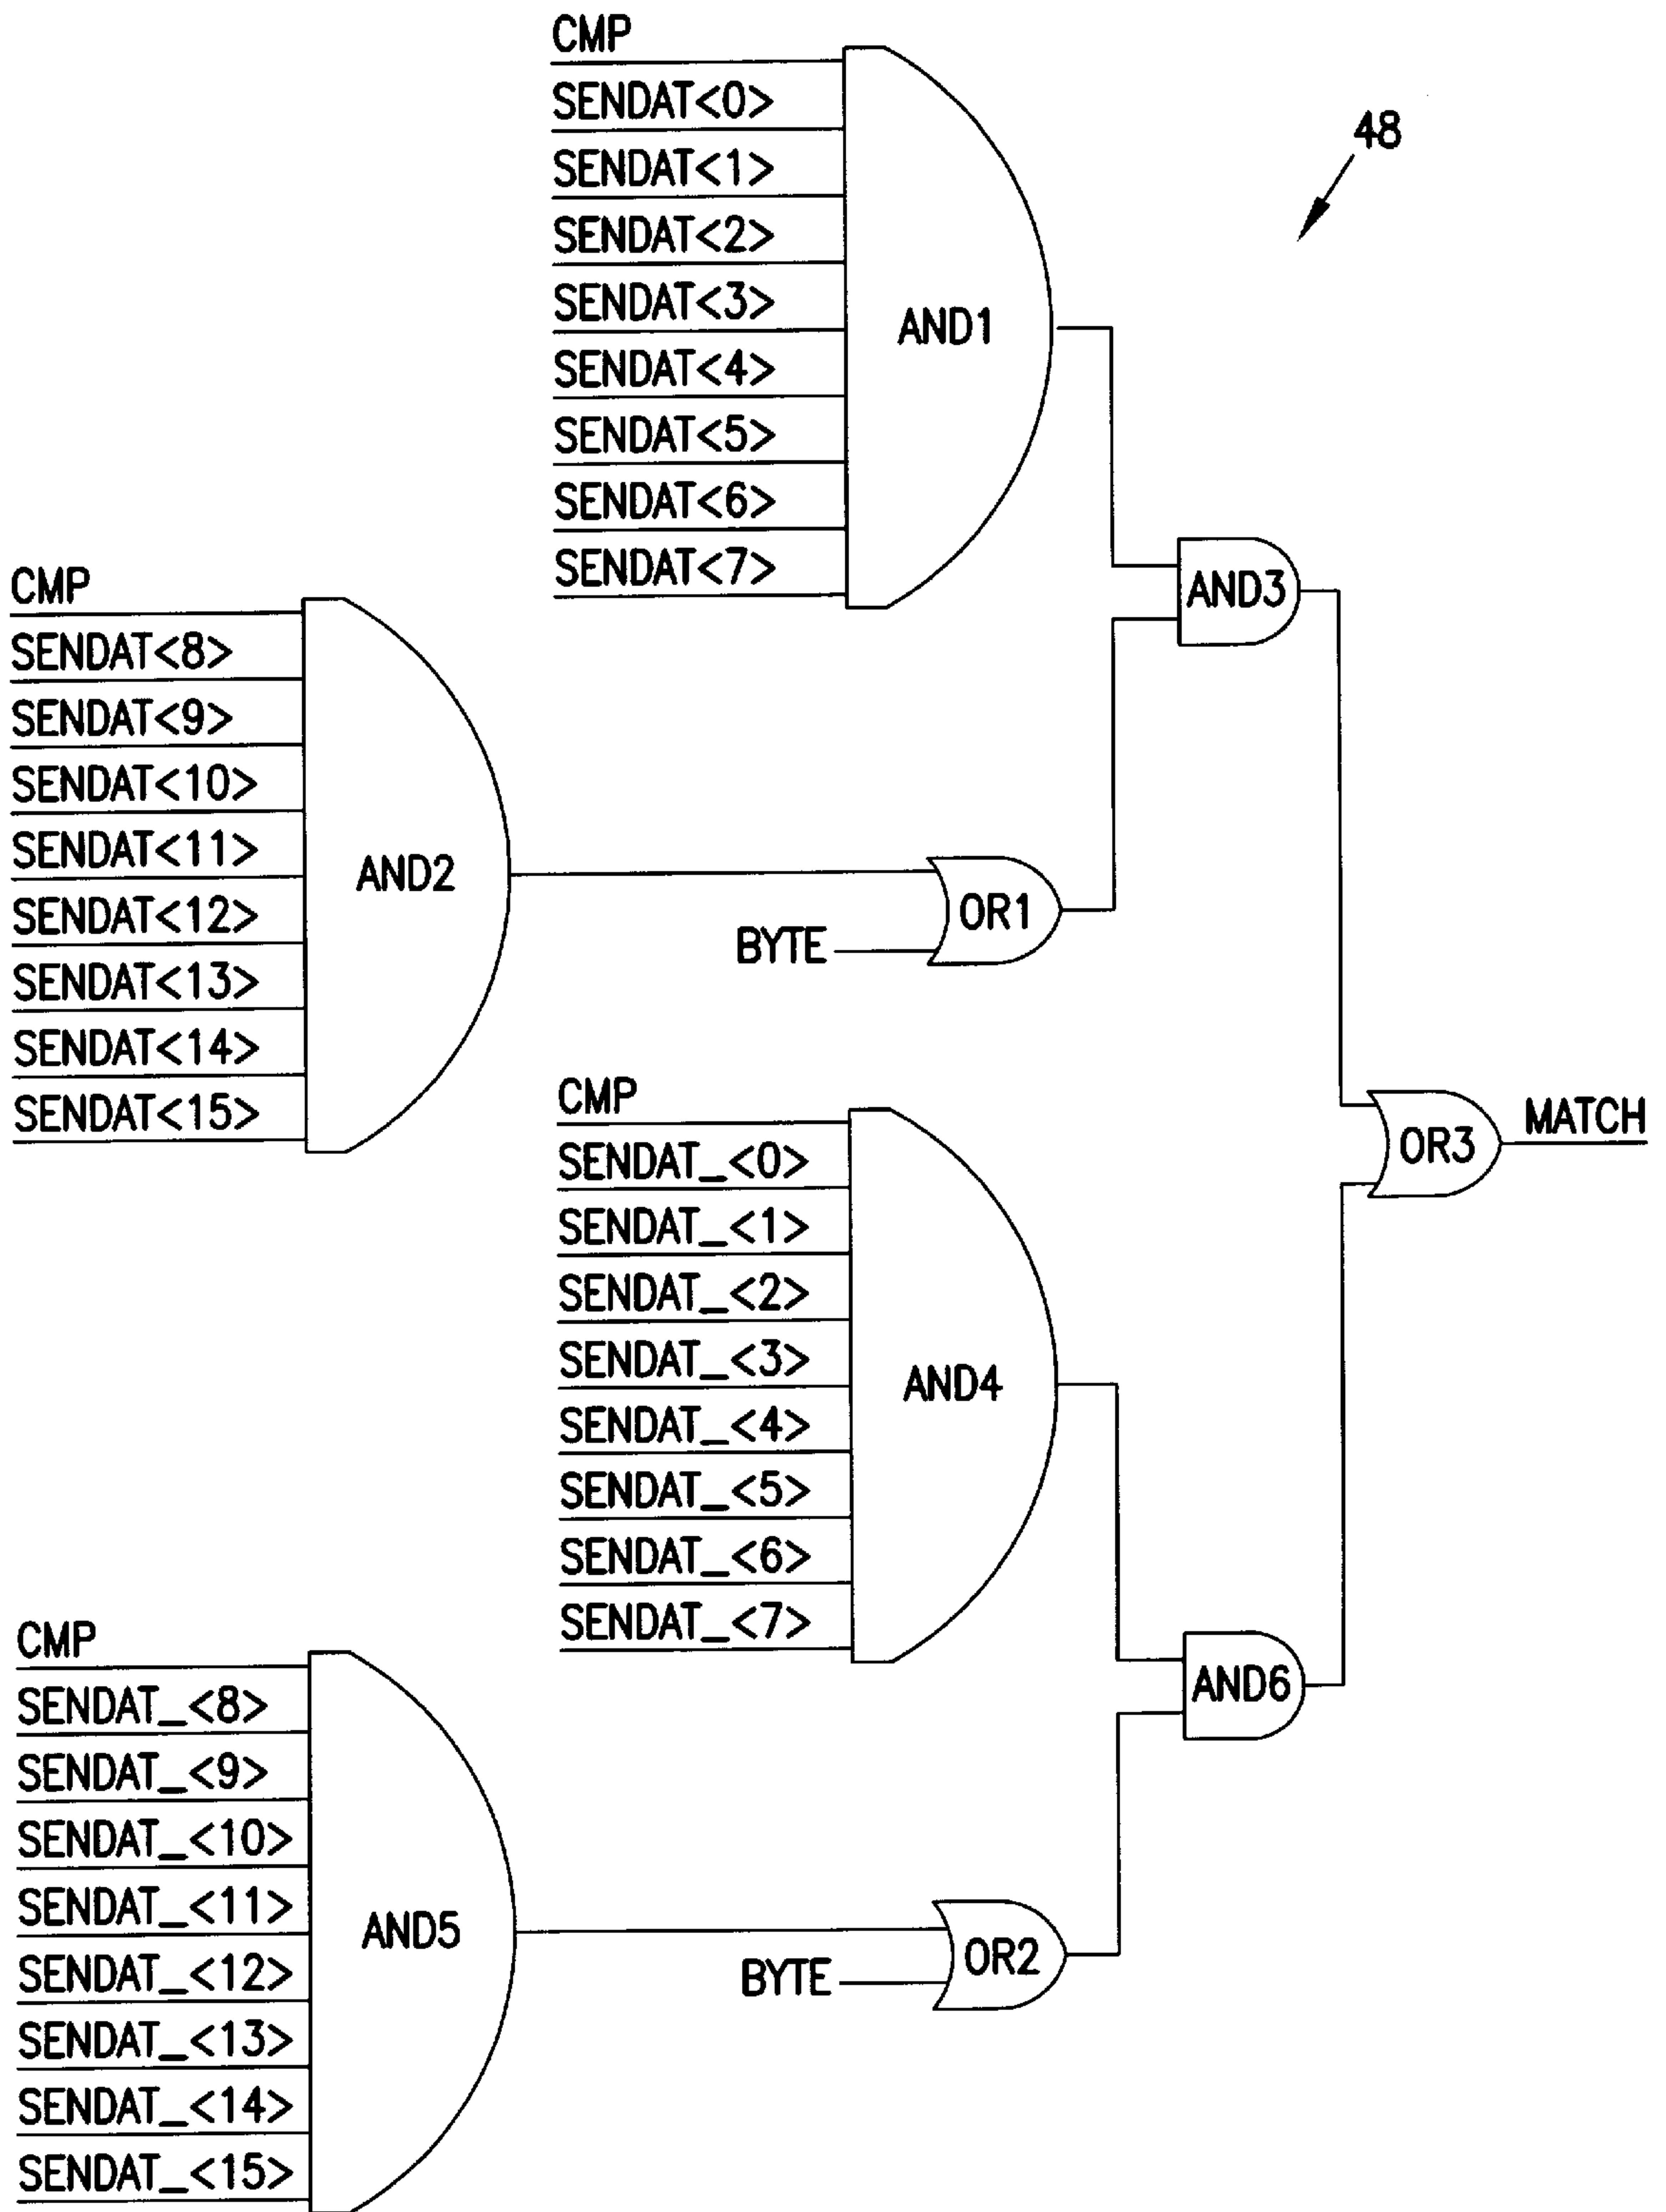 CMP
SENDAT<0>
48
SENDAT<1>
SENDAT<2>
SENDAT<3>
AND1
SENDAT<4>
SENDAT<5>
SENDAT<6>
SENDAT<7>
AND3
CMP
SENDAT<8>
SENDAT<9>
SENDAT<10>
SENDAT<11>
AND2
SENDAT<12>
OR1
BYTE
SENDAT<13>
SENDAT<14>
SENDAT<15>
CMP
MATCH
OR3
SENDAT_<0>
SENDAT_<1>
SENDAT_<2>
SENDAT_<3>
AND4
SENDAT_<4>
SENDAT_<5>
SENDAT_<6>
SENDAT_<7>
CMP
AND6
SENDAT_<8>
SENDAT_<9>
SENDAT_<10>
SENDAT_<11>
AND5
SENDAT_<12>
OR2
BYTE
SENDAT_<13>
SENDAT_<14>
SENDAT_<15>